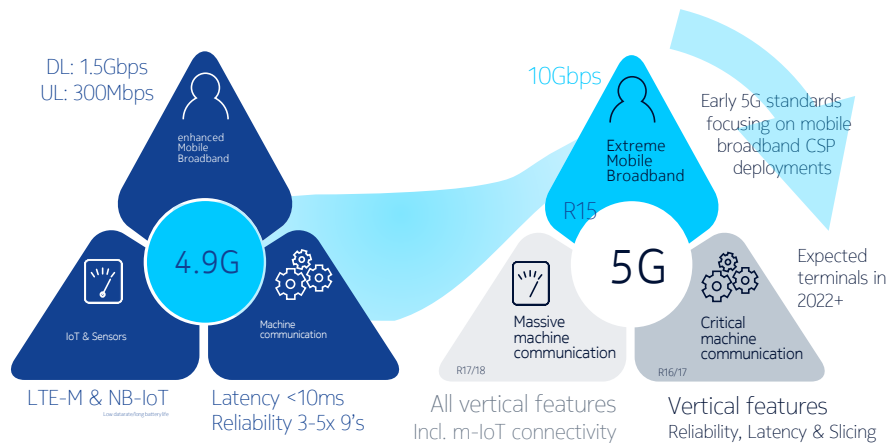 DL: 1.5Gbps
UL: 300Mbps
enhanced
Mobile
Broadband
4.9G
IoT & Sensors
Machine
communication
LTE-M & NB-IoT
Low datarate/long battery life
Latency <10ms
Reliability 3-5x 9's
10Gbps
Extreme
Mobile
Broadband
R15
Early 5G standards
focusing on mobile
broadband CSP
deployments
5G
Expected
terminals in
2022+
Massive
machine
communication
R17/18
Critical
machine
communication
R16/17
All vertical features
Incl. m-IoT connectivity
Vertical features
Reliability, Latency & Slicing